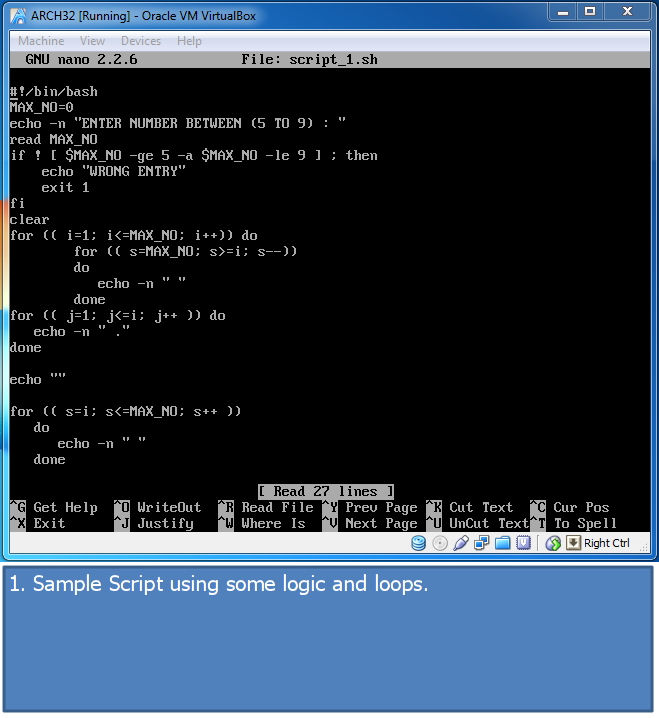 ARCH32 [Running] - Oracle VM VirtualBox
Machine View Devices Help
GNU nano 2.2.6 File: script_1.sh
#!/bin/bash
MAX_NO=0
echo -n "ENTER NUMBER BETWEEN (5 TO 9) : "
read MAX_NO
if ! [ $MAX_NO -ge 5 -a $MAX_NO -le 9 ] ; then
    echo "WRONG ENTRY"
    exit 1
fi
clear
for (( i=1; i<=MAX_NO; i++)) do
        for (( s=MAX_NO; s>=i; s--))
        do
           echo -n " "
        done
for (( j=1; j<=i; j++ )) do
   echo -n " ."
done
echo ""
for (( s=i; s<=MAX_NO; s++ ))
   do
      echo -n " "
   done
[ Read 27 lines ]
^G Get Help ^O WriteOut ^R Read File ^Y Prev Page ^K Cut Text ^C Cur Pos
^X Exit ^J Justify ^W Where Is ^V Next Page ^U UnCut Text ^T To Spell
Right Ctrl
1. Sample Script using some logic and loops.